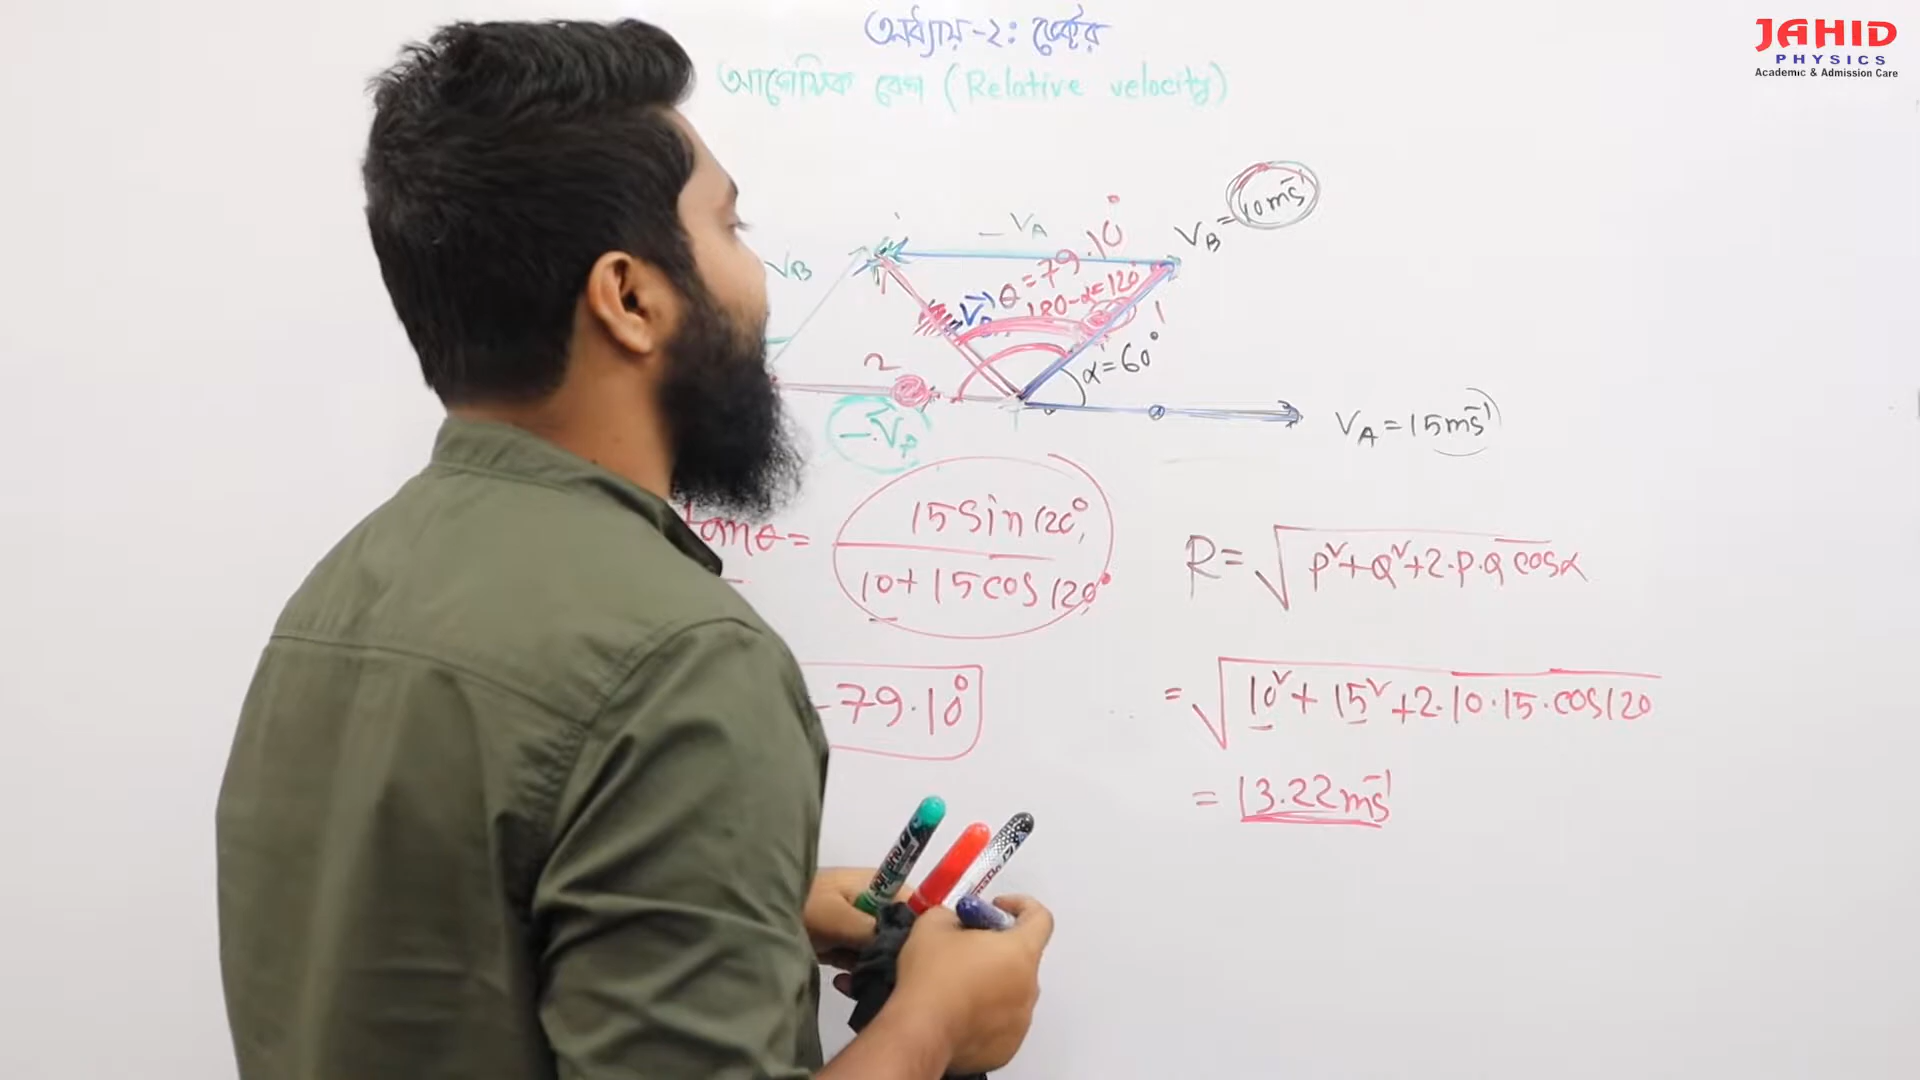 অধ্যায়-২: ভেক্টর
আপেক্ষিক বেগ (Relative velocity)
JAHID
PHYSICS
Academic & Admission Care
V_B = 10ms⁻¹
-V_A
V_B
θ = 79.10°
180-α=120°
α=60°
2
V_A = 15ms⁻¹
tanθ = 15 sin 120° / 10 + 15 cos 120°
R = √P²+Q²+2.P.Q cosα
79.10°
= √10²+15²+2.10.15.cos120
= 13.22ms⁻¹